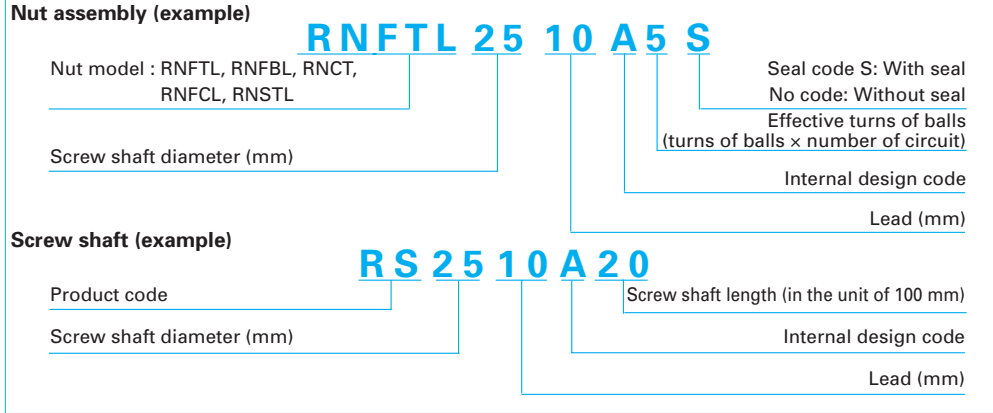 Nut assembly (example)
RNFTL 25 10 A 5 S
Nut model : RNFTL, RNFBL, RNCT,
RNFCL, RNSTL
Seal code S: With seal
No code: Without seal
Effective turns of balls
(turns of balls × number of circuit)
Screw shaft diameter (mm)
Internal design code
Lead (mm)
Screw shaft (example)
RS 25 10 A 20
Product code
Screw shaft length (in the unit of 100 mm)
Screw shaft diameter (mm)
Internal design code
Lead (mm)